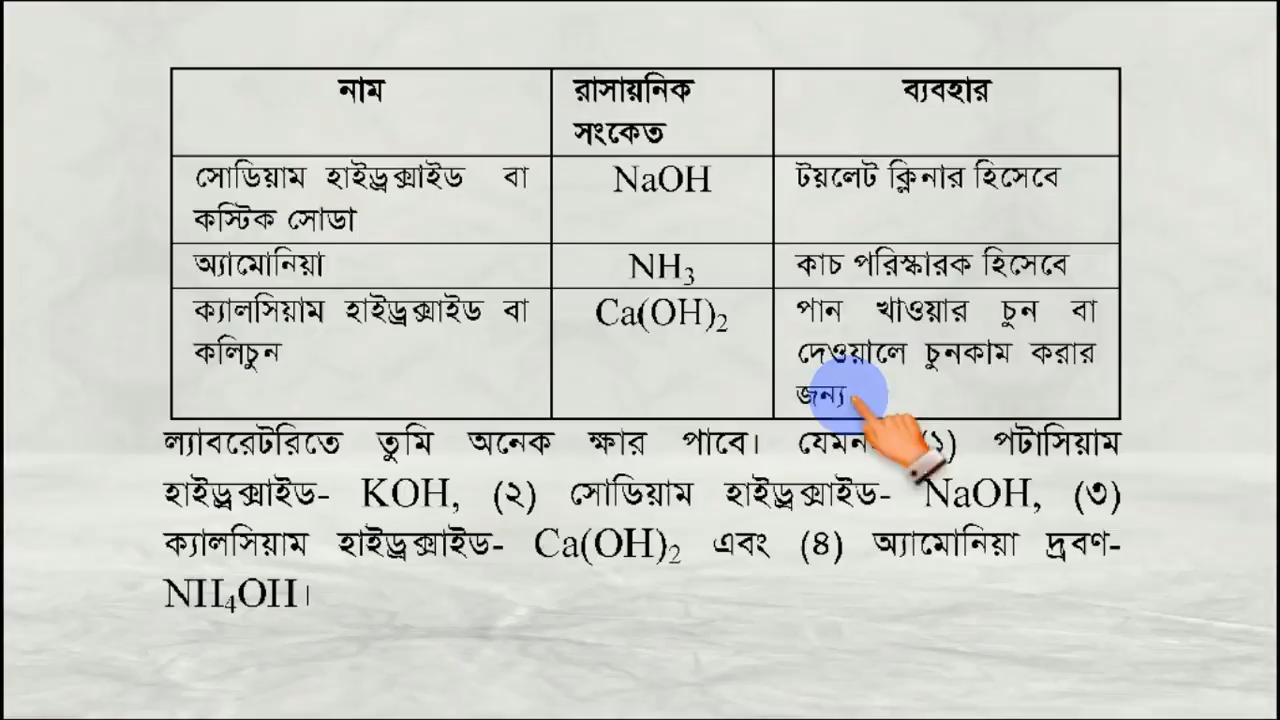 নাম রাসায়নিক সংকেত ব্যবহার
সোডিয়াম হাইড্রক্সাইড বা NaOH টয়লেট ক্লিনার হিসেবে
কস্টিক সোডা
অ্যামোনিয়া NH₃ কাচ পরিস্কারক হিসেবে
ক্যালসিয়াম হাইড্রক্সাইড বা Ca(OH)₂ পান খাওয়ার চুন বা
কলিচুন দেওয়ালে চুনকাম করার
জন্য
ল্যাবরেটরিতে তুমি অনেক ক্ষার পাবে। যেমন (১) পটাসিয়াম
হাইড্রক্সাইড- KOH, (২) সোডিয়াম হাইড্রক্সাইড- NaOH, (৩)
ক্যালসিয়াম হাইড্রক্সাইড- Ca(OH)₂ এবং (৪) অ্যামোনিয়া দ্রবণ-
NH₄OH।